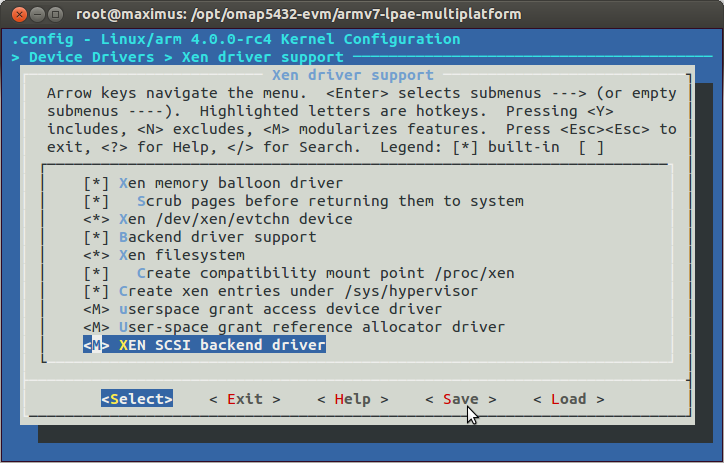 root@maximus: /opt/omap5432-evm/armv7-lpae-multiplatform
.config - Linux/arm 4.0.0-rc4 Kernel Configuration
> Device Drivers > Xen driver support
Xen driver support
Arrow keys navigate the menu.  <Enter> selects submenus ---> (or empty
submenus ----).  Highlighted letters are hotkeys.  Pressing <Y>
includes, <N> excludes, <M> modularizes features.  Press <Esc><Esc> to
exit, <?> for Help, </> for Search.  Legend: [*] built-in  [ ]
[*] Xen memory balloon driver
[*]   Scrub pages before returning them to system
<*> Xen /dev/xen/evtchn device
[*] Backend driver support
<*> Xen filesystem
[*]   Create compatibility mount point /proc/xen
[*] Create xen entries under /sys/hypervisor
<M> userspace grant access device driver
<M> User-space grant reference allocator driver
<M> XEN SCSI backend driver
<Select>    < Exit >    < Help >    < Save >    < Load >